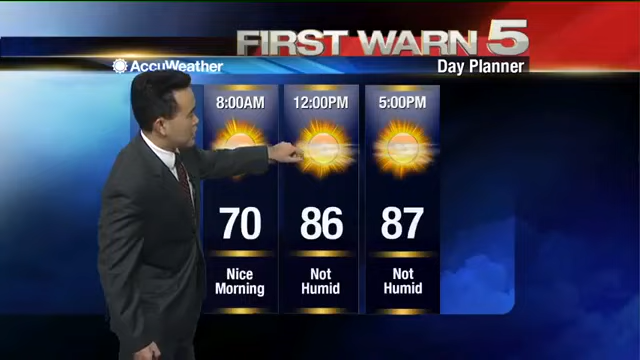 FIRST WARN 5
AccuWeather
Day Planner
8:00AM
12:00PM
5:00PM
70
86
87
Nice
Morning
Not
Humid
Not
Humid